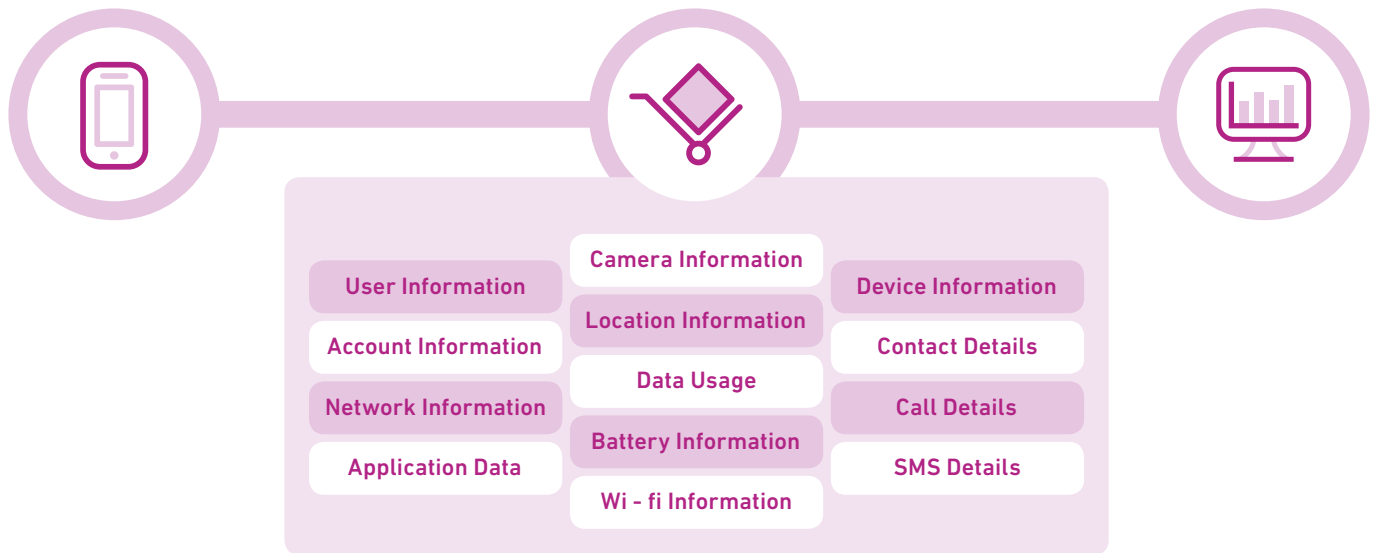 User Information
Account Information
Network Information
Application Data
Camera Information
Location Information
Data Usage
Battery Information
Wi - fi Information
Device Information
Contact Details
Call Details
SMS Details